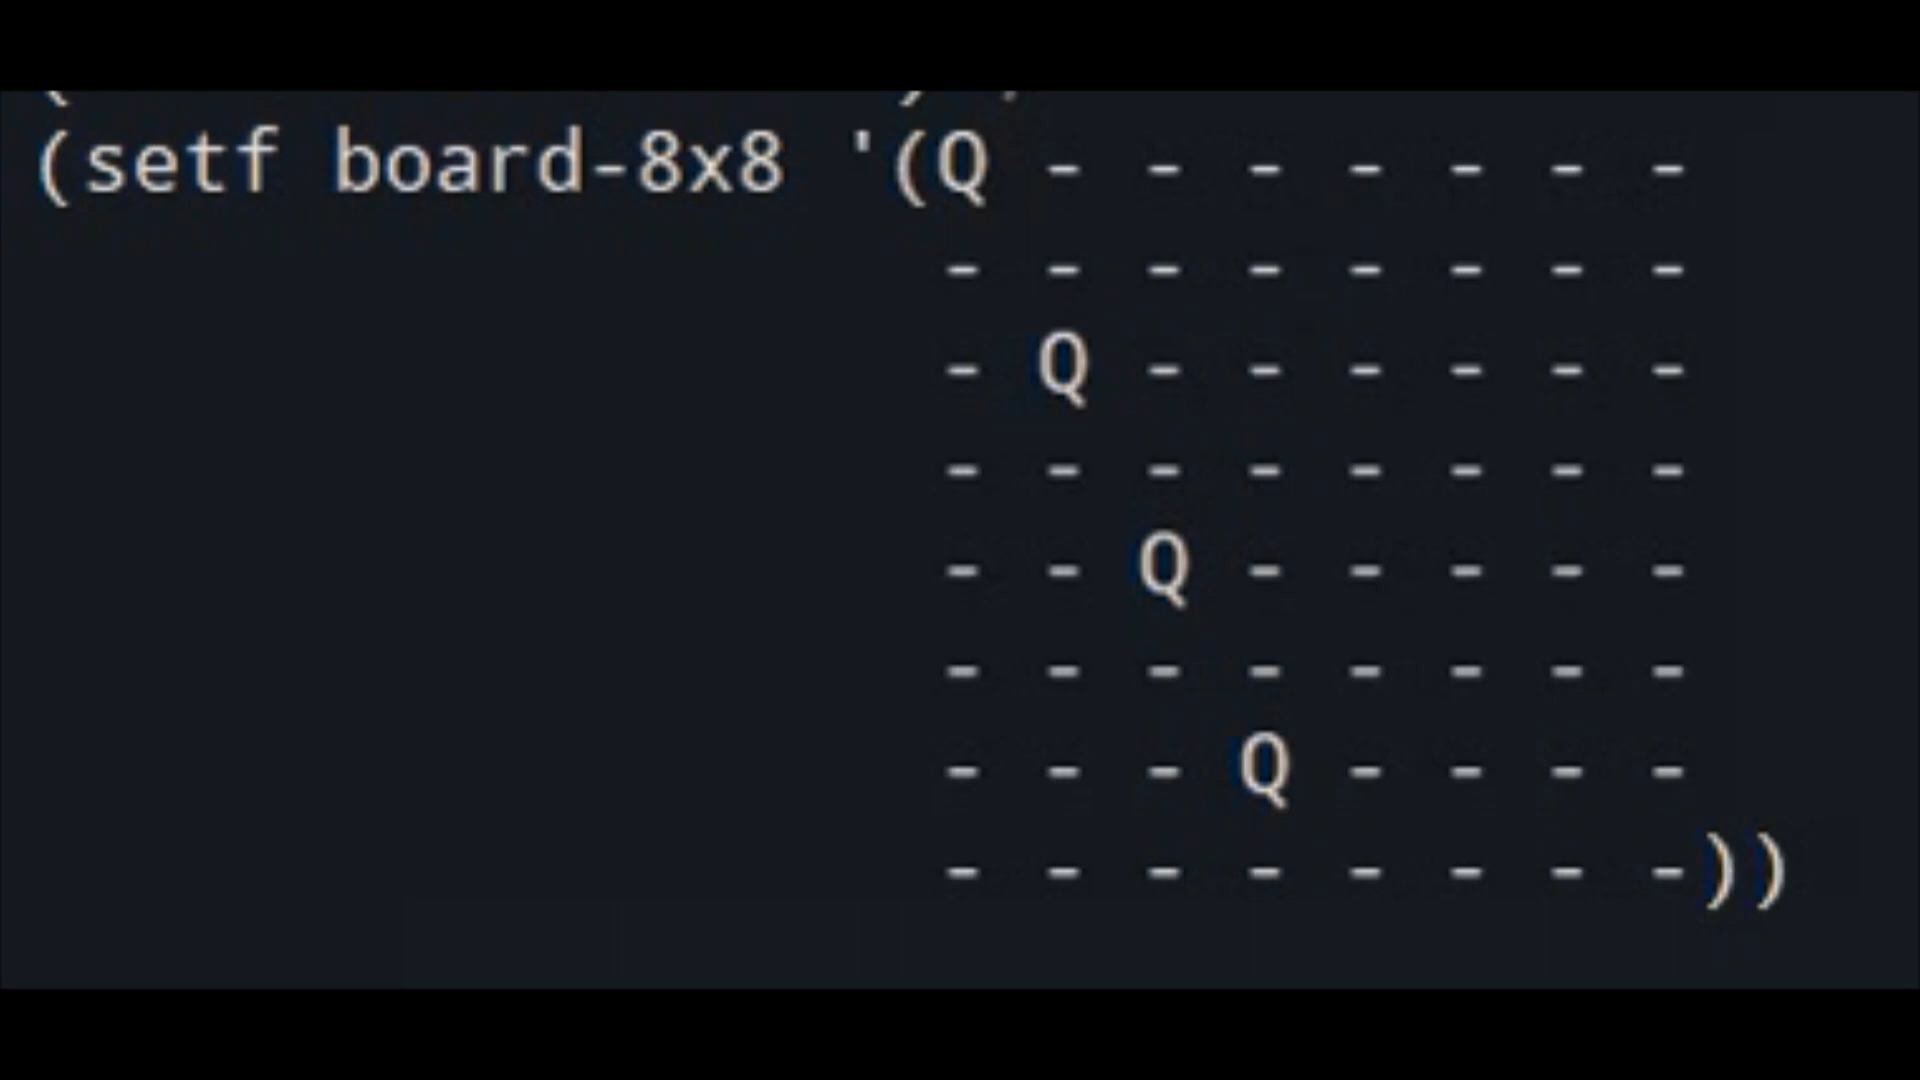 (setf board-8x8 '(Q - - - - - - -
- - - - - - - -
- Q - - - - - -
- - - - - - - -
- - Q - - - - -
- - - - - - - -
- - - Q - - - -
- - - - - - - -))